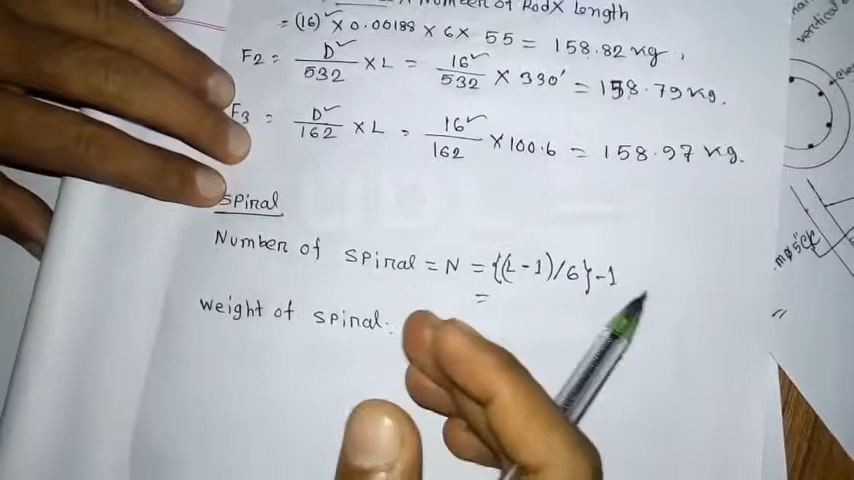 Number of Rod X Length
= (16)² × 0.00188 × 6 × 55 = 158.82 kg.
F2 = D²/532 × L = 16²/532 × 330' = 158.79 kg.
F3 = D²/162 × L = 16²/162 × 100.6 = 158.97 kg.
Spiral
Number of spiral = N = {(L-1)/6}-1
=
weight of spiral: